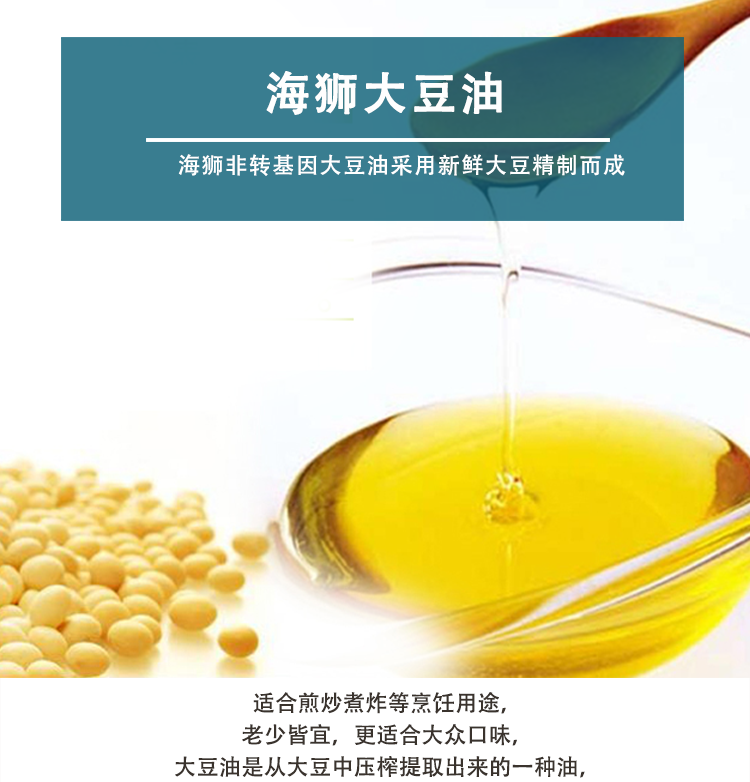 海狮大豆油
海狮非转基因大豆油采用新鲜大豆精制而成
适合煎炒煮炸等烹饪用途,
老少皆宜, 更适合大众口味,
大豆油是从大豆中压榨提取出来的一种油,